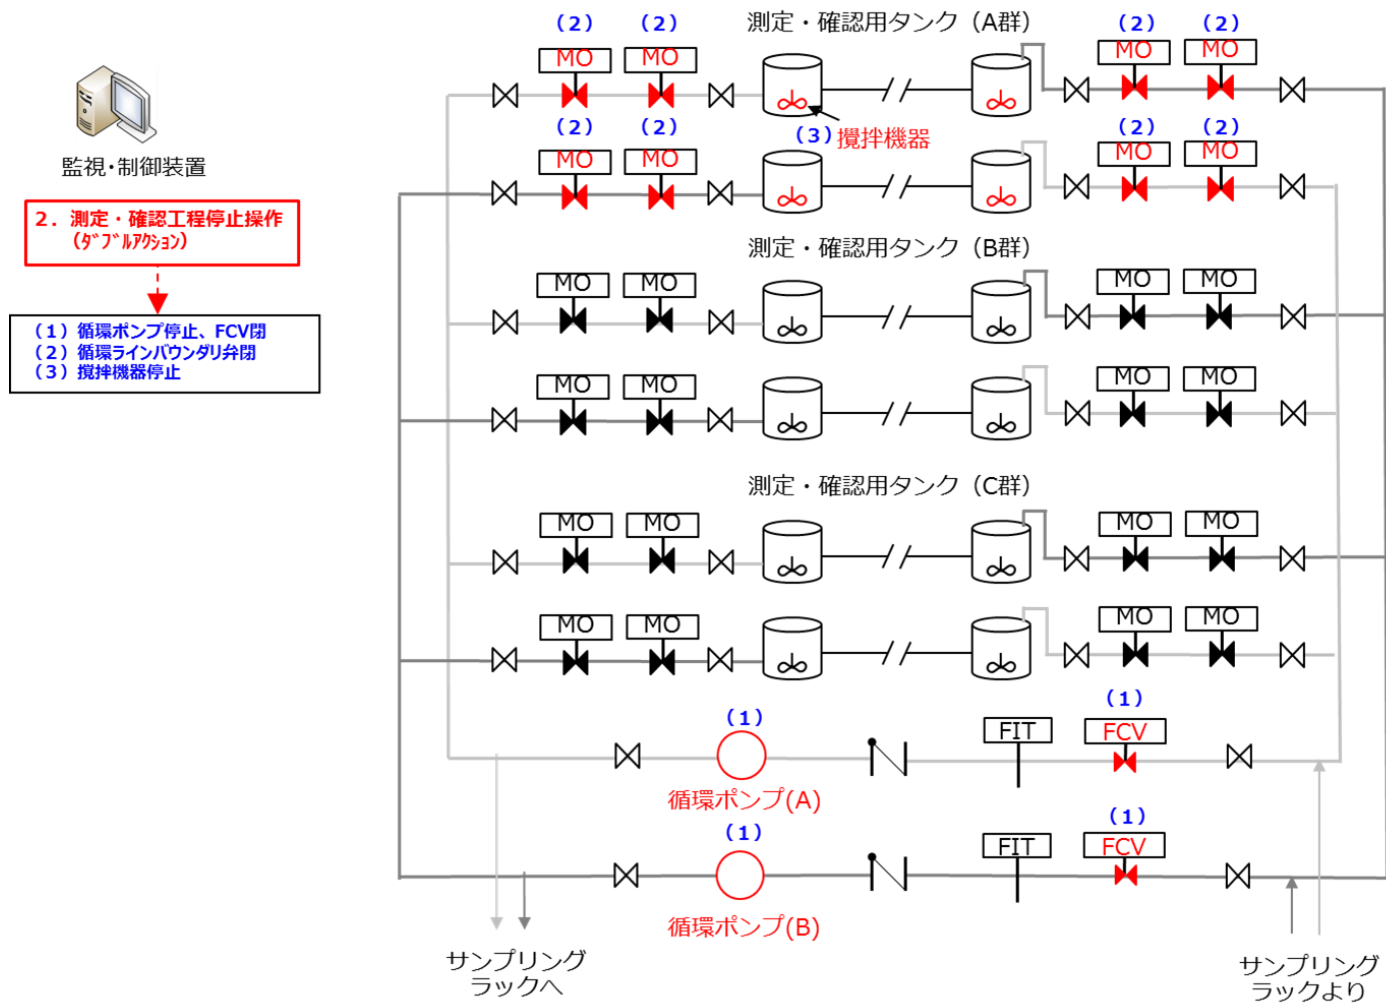 (2) (2) 測定・確認用タンク (A群) (2) (2)
MO MO MO MO
(2) (2) (3) 攪拌機器 (2) (2)
MO MO MO MO
監視・制御装置
2. 測定・確認工程停止操作
(ダブルアクション)
(1) 循環ポンプ停止、FCV閉
(2) 循環ラインバウンダリ弁閉
(3) 攪拌機器停止
測定・確認用タンク (B群)
MO MO MO MO
MO MO MO MO
測定・確認用タンク (C群)
MO MO MO MO
MO MO MO MO
(1) (1)
FIT FCV
循環ポンプ(A)
(1) (1)
FIT FCV
循環ポンプ(B)
サンプリング
ラックへ
サンプリング
ラックより